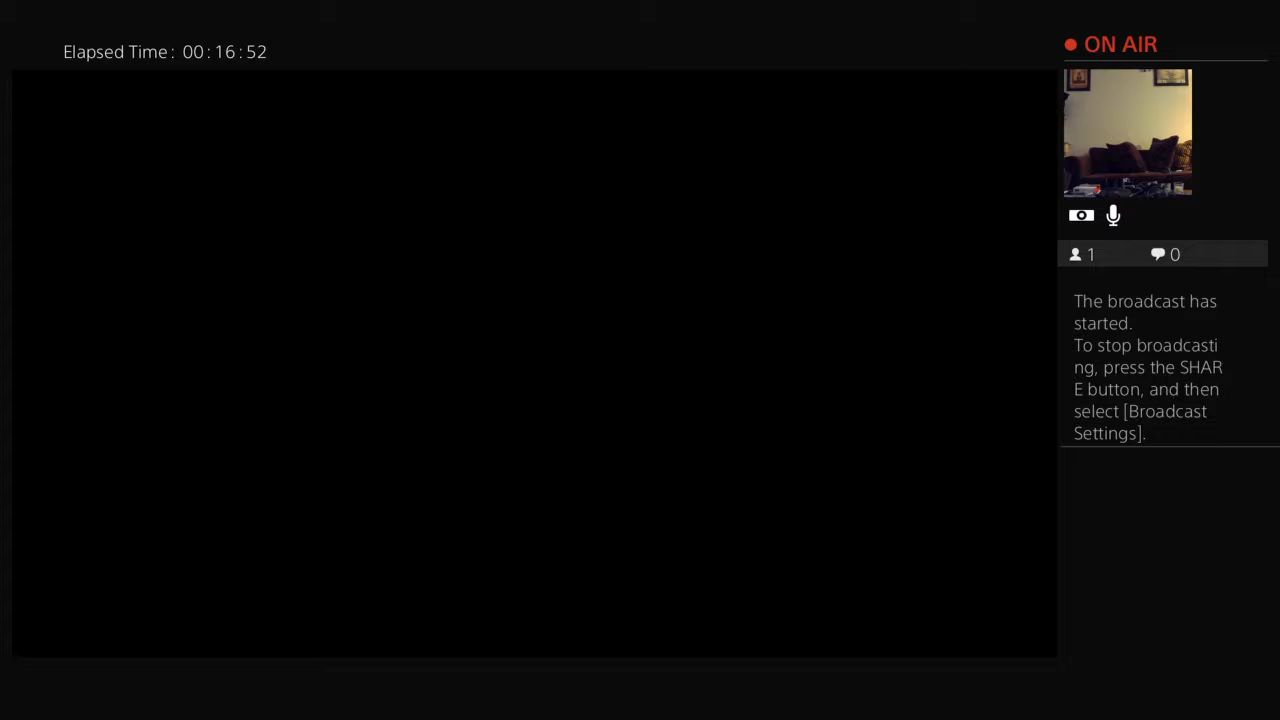 Elapsed Time: 00:16:52
ON AIR
1 0
The broadcast has
started.
To stop broadcasti
ng, press the SHAR
E button, and then
select [Broadcast
Settings].